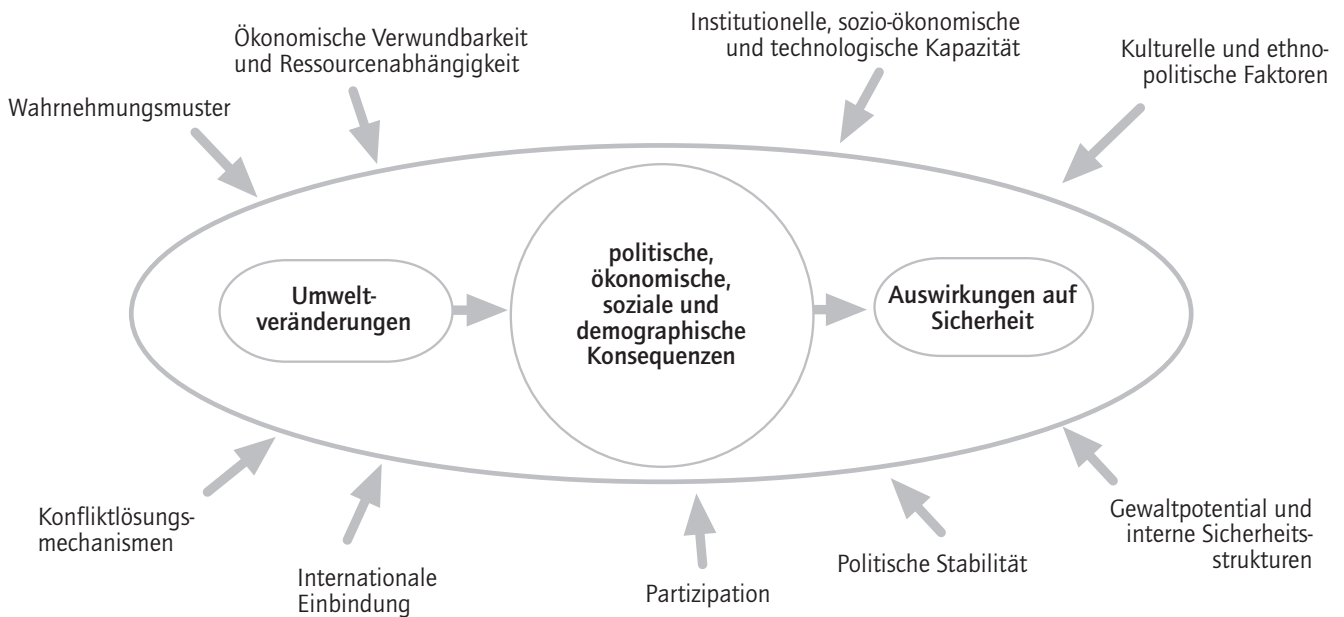 Ökonomische Verwundbarkeit
und Ressourcenabhängigkeit
Institutionelle, sozio-ökonomische
und technologische Kapazität
Kulturelle und ethno-
politische Faktoren
Wahrnehmungsmuster
Umwelt-
veränderungen
politische,
ökonomische,
soziale und
demographische
Konsequenzen
Auswirkungen auf
Sicherheit
Konfliktlösungs-
mechanismen
Internationale
Einbindung
Partizipation
Politische Stabilität
Gewaltpotential und
interne Sicherheits-
strukturen